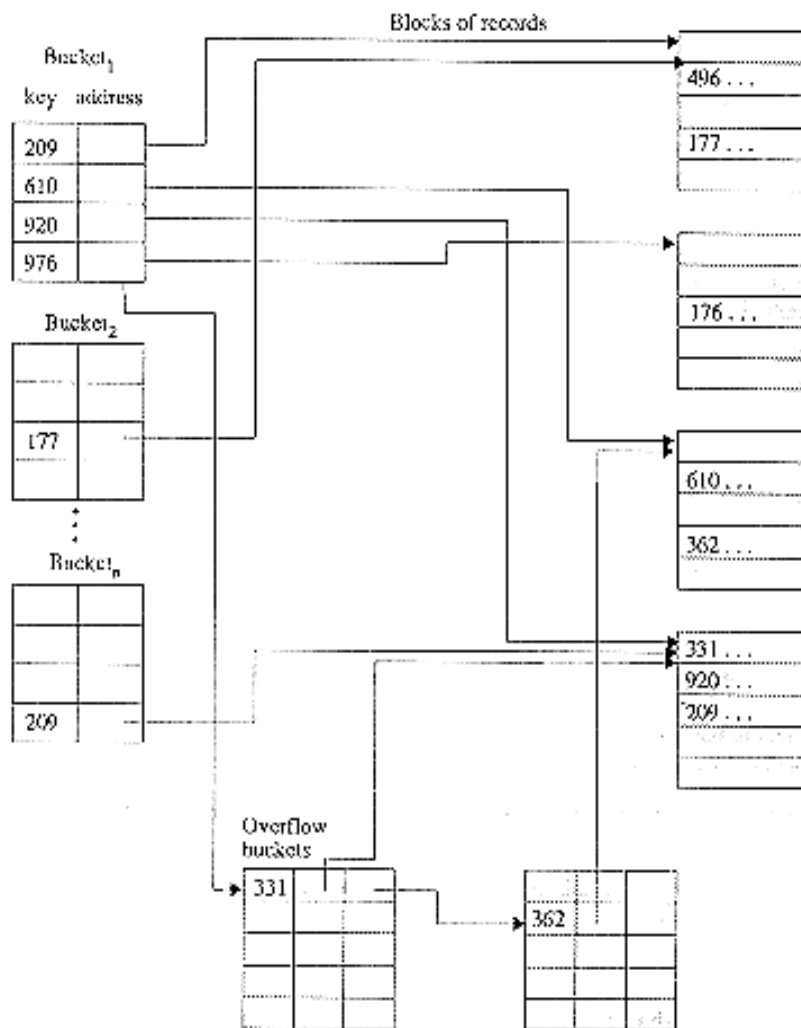 Blocks of records
Bucket1
key address
209
610
920
976
Bucket2
177
Bucketn
209
496 ...
177 ...
176 ...
610 ...
362 ...
331 ...
920 ...
209 ...
Overflow
buckets
331
362